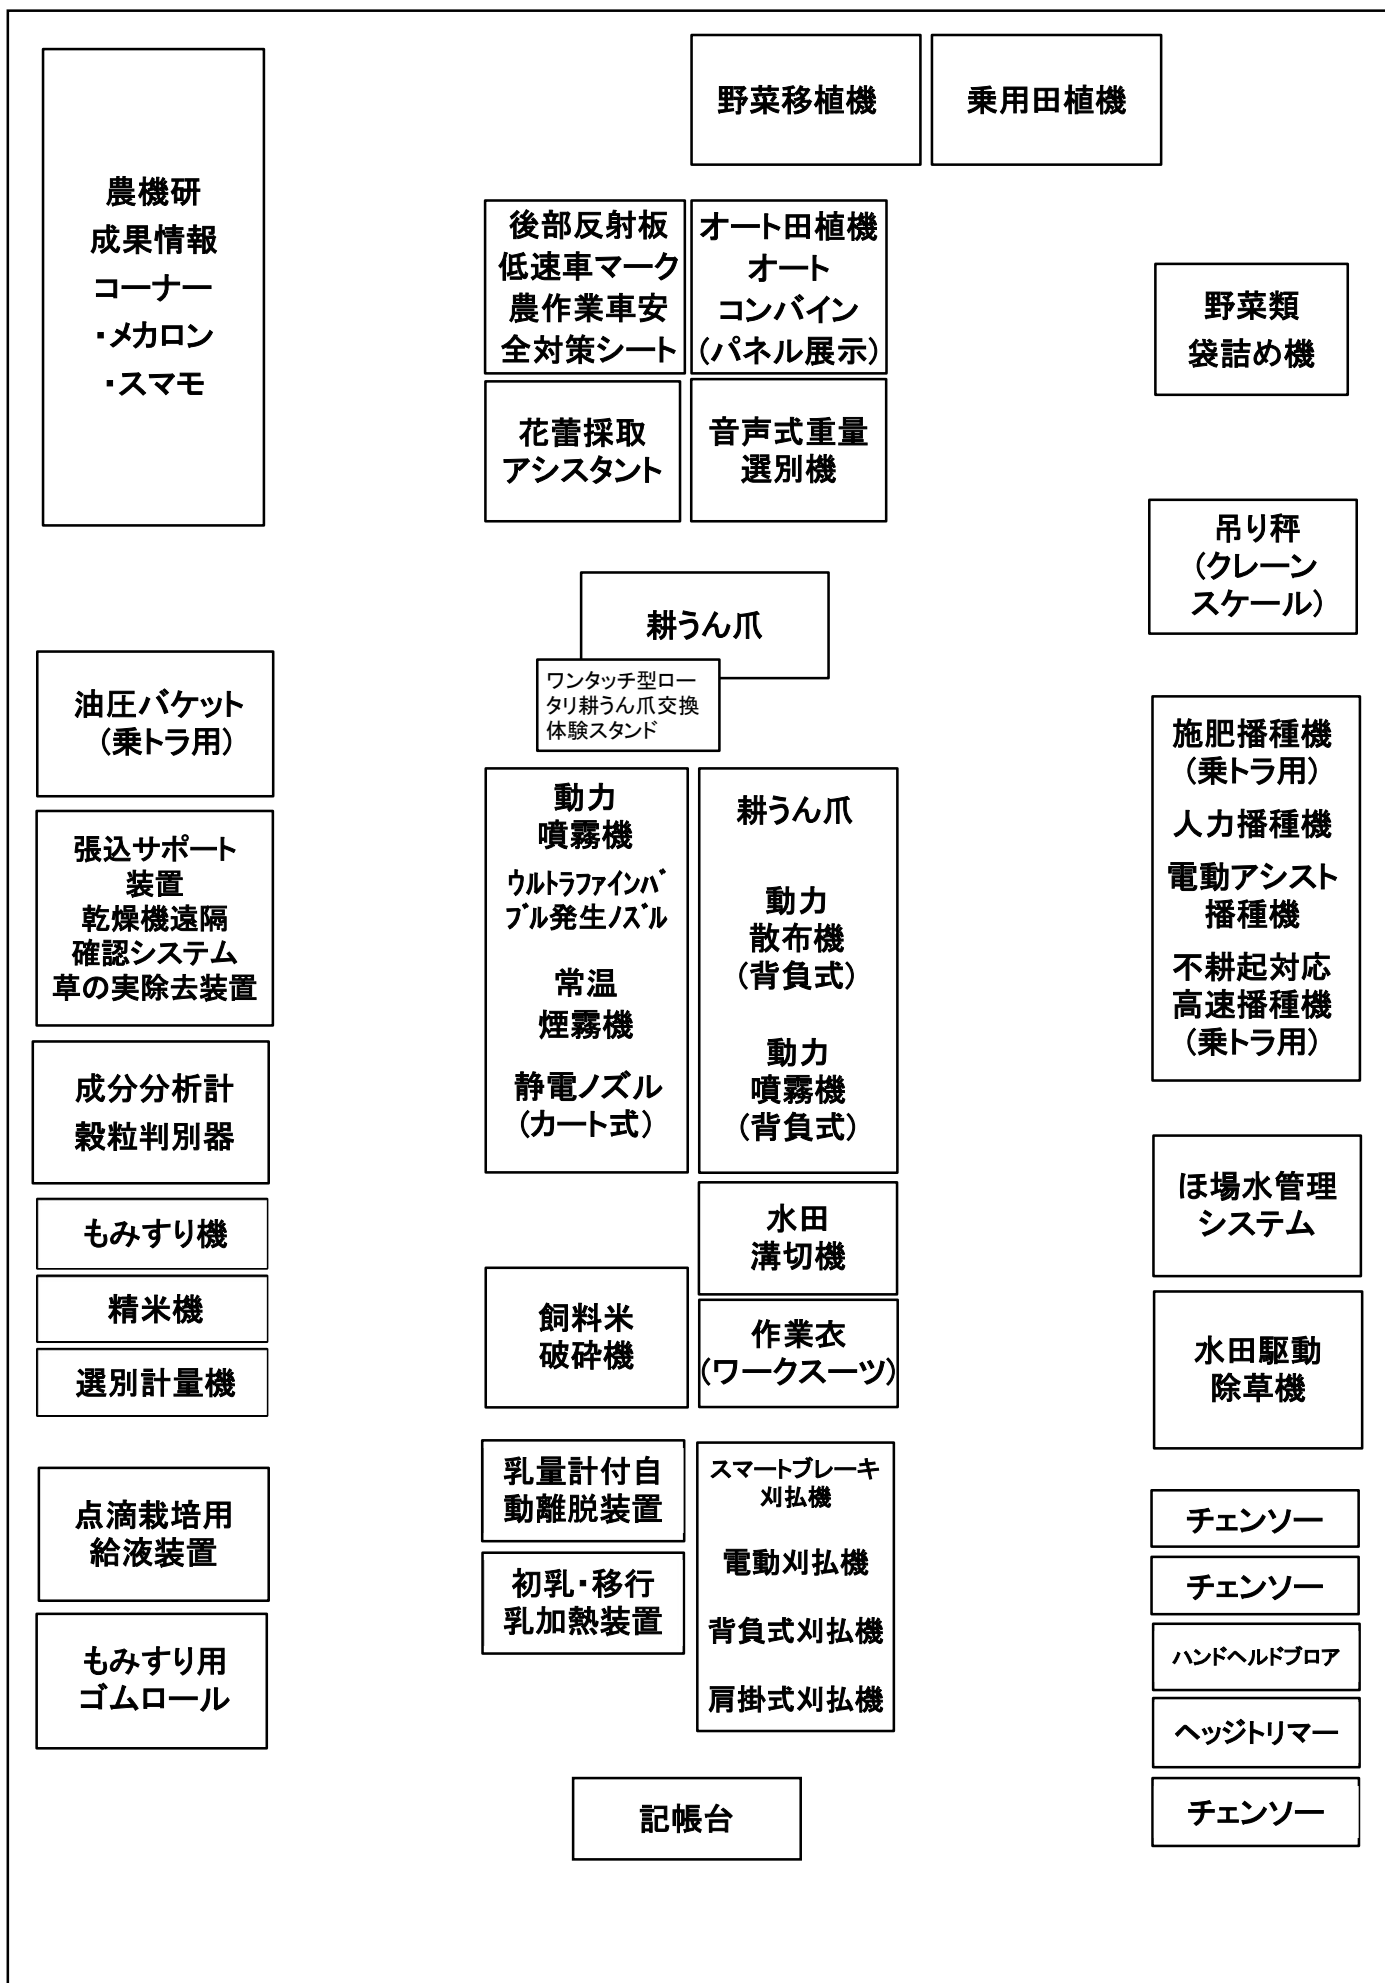 野菜移植機
乗用田植機
農機研
成果情報
コーナー
・メカロン
・スマモ
後部反射板
低速車マーク
農作業車安
全対策シート
オート田植機
オート
コンバイン
(パネル展示)
野菜類
袋詰め機
花蕾採取
アシスタント
音声式重量
選別機
吊り秤
(クレーン
スケール)
耕うん爪
ワンタッチ型ロー
タリ耕うん爪交換
体験スタンド
油圧バケット
(乗トラ用)
張込サポート
装置
乾燥機遠隔
確認システム
草の実除去装置
成分分析計
穀粒判別器
もみすり機
精米機
選別計量機
点滴栽培用
給液装置
もみすり用
ゴムロール
動力
噴霧機
ウルトラファインバ
ブル発生ノズル
常温
煙霧機
静電ノズル
(カート式)
耕うん爪
動力
散布機
(背負式)
動力
噴霧機
(背負式)
水田
溝切機
飼料米
破砕機
作業衣
(ワークスーツ)
乳量計付自
動離脱装置
初乳・移行
乳加熱装置
スマートブレーキ
刈払機
電動刈払機
背負式刈払機
肩掛式刈払機
記帳台
施肥播種機
(乗トラ用)
人力播種機
電動アシスト
播種機
不耕起対応
高速播種機
(乗トラ用)
ほ場水管理
システム
水田駆動
除草機
チェンソー
チェンソー
ハンドヘルドブロア
ヘッジトリマー
チェンソー